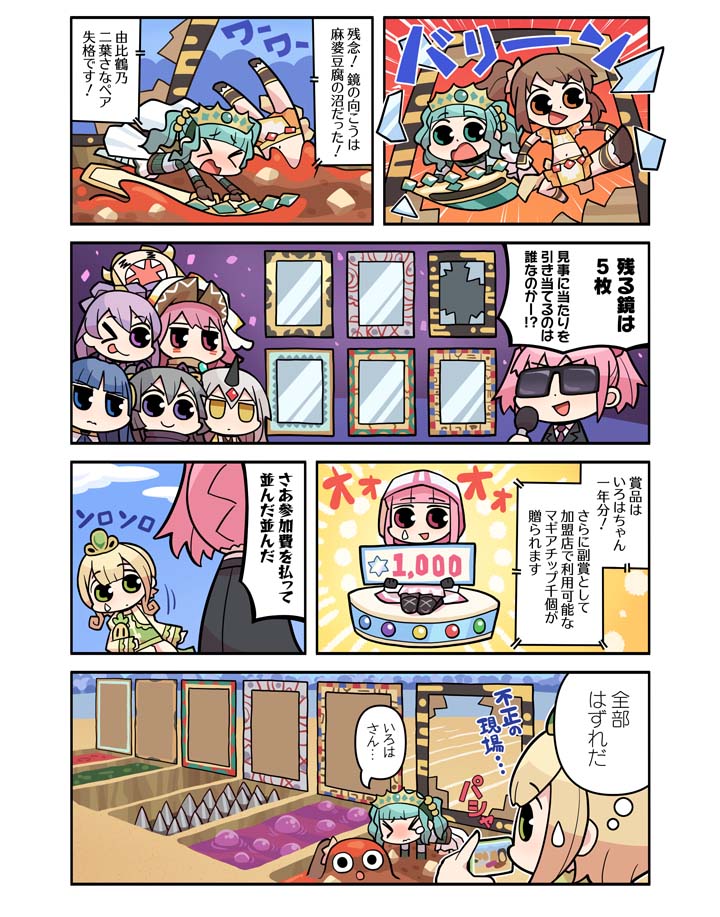 バリーン
ワーワー
残念！鏡の向こうは
麻婆豆腐の沼だった！
由比鶴乃
二葉さなペア
失格です！
残る鏡は
5枚
見事に当たりを
引き当てるのは
誰なのかー!?
賞品は
いろはちゃん
一年分！
さらに副賞として
加盟店で利用可能な
マギアチップ千個が
贈られます
オオ
オオ
1,000
さあ参加費を払って
並んだ並んだ
ソロソロ
全部
はずれだ
不正の
現場…
パシャ
いろは
さん…